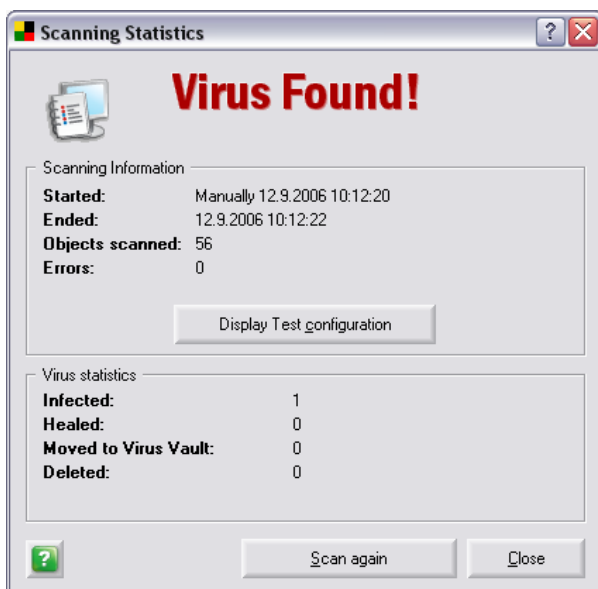 Scanning Statistics
Virus Found!
Scanning Information
Started: Manually 12.9.2006 10:12:20
Ended: 12.9.2006 10:12:22
Objects scanned: 56
Errors: 0
Display Test configuration
Virus statistics
Infected: 1
Healed: 0
Moved to Virus Vault: 0
Deleted: 0
Scan again Close